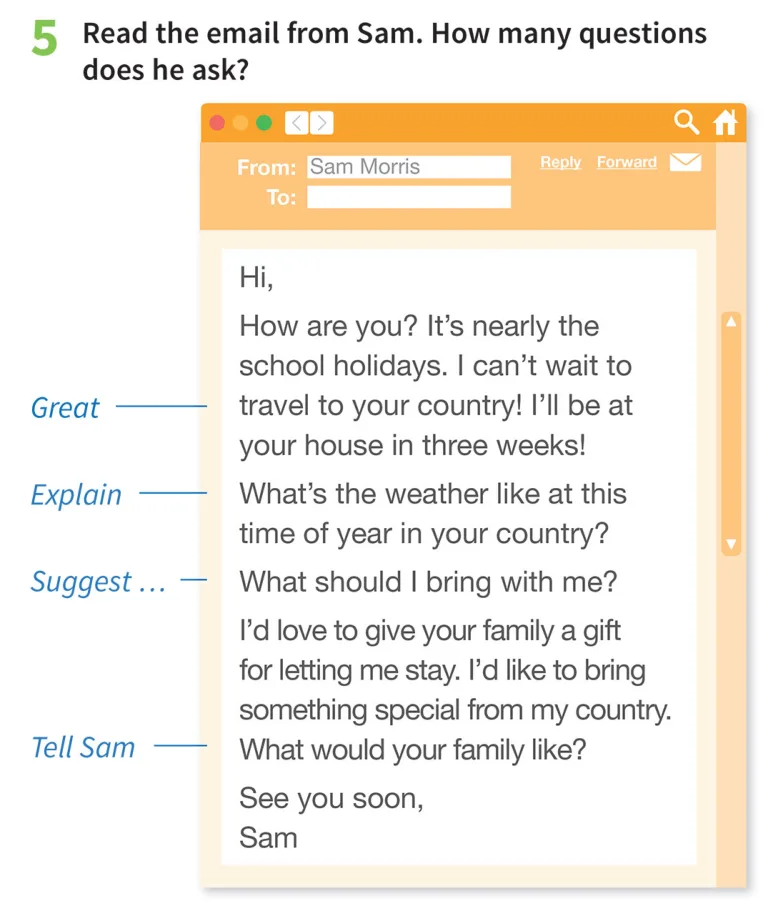 5 Read the email from Sam. How many questions
does he ask?
From: Sam Morris
Reply Forward
To:
Hi,
How are you? It’s nearly the
school holidays. I can’t wait to
Great travel to your country! I’ll be at
your house in three weeks!
Explain What’s the weather like at this
time of year in your country?
Suggest … What should I bring with me?
I’d love to give your family a gift
for letting me stay. I’d like to bring
something special from my country.
Tell Sam What would your family like?
See you soon,
Sam